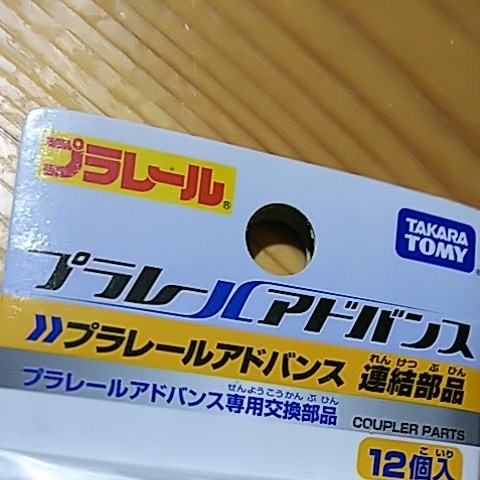 プラレール®
TAKARA
TOMY®
プラレールアドバンス
プラレールアドバンス 連結部品
れん けつ ぶ ひん
プラレールアドバンス専用交換部品
せんようこうかん ぶ ひん
COUPLER PARTS
12個入
こ いり